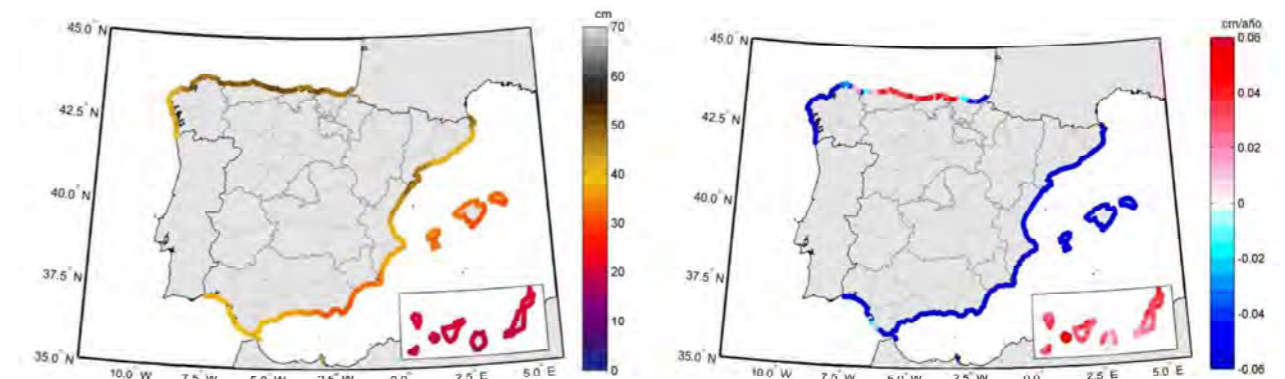 cm
45.0° N
42.5° N
40.0° N
37.5° N
35.0° N
10.0° W
7.5° W
5.0° W
2.5° W
0.0°
2.5° E
5.0° E
70
60
50
40
30
20
10
0
cm/año
45.0° N
42.5° N
40.0° N
37.5° N
35.0° N
10.0° W
7.5° W
5.0° W
2.5° W
0.0°
2.5° E
5.0° E
0.06
0.04
0.02
0
-0.02
-0.04
-0.06